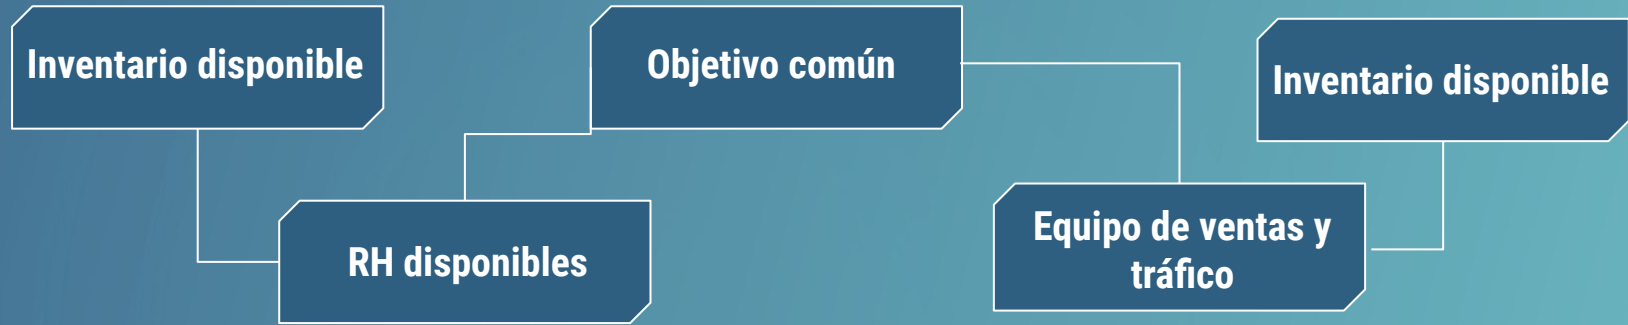 Inventario disponible
Objetivo común
Inventario disponible
RH disponibles
Equipo de ventas y
tráfico